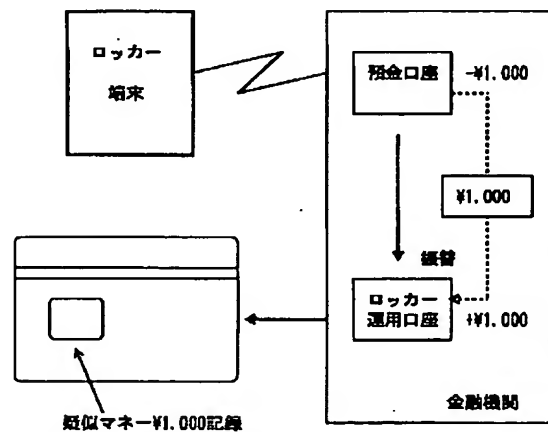 ロッカー
端末
預金口座
-¥1.000
¥1.000
振替
ロッカー
運用口座
+¥1.000
金融機関
疑似マネー¥1.000記録